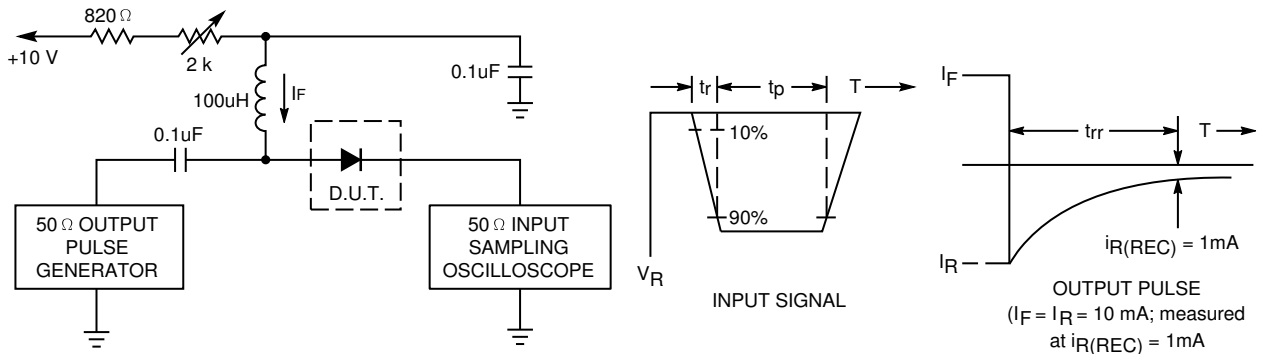 820 Ω
+10 V
2 k
100uH
IF
0.1uF
0.1uF
D.U.T.
50 Ω OUTPUT
PULSE
GENERATOR
50 Ω INPUT
SAMPLING
OSCILLOSCOPE
tr
tp
T
10%
90%
VR
INPUT SIGNAL
IF
trr
T
IR
iR(REC) = 1mA
OUTPUT PULSE
(IF = IR = 10 mA; measured
at iR(REC) = 1mA